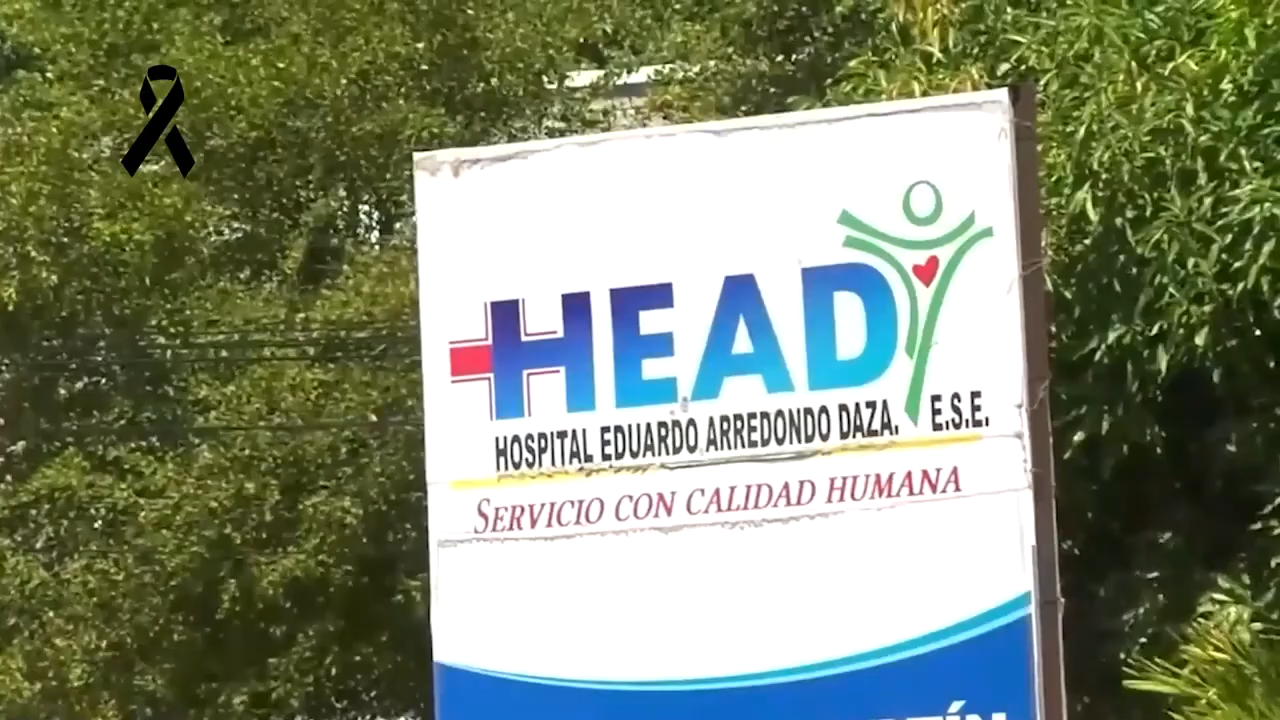 HEAD
HOSPITAL EDUARDO ARREDONDO DAZA. E.S.E.
SERVICIO CON CALIDAD HUMANA